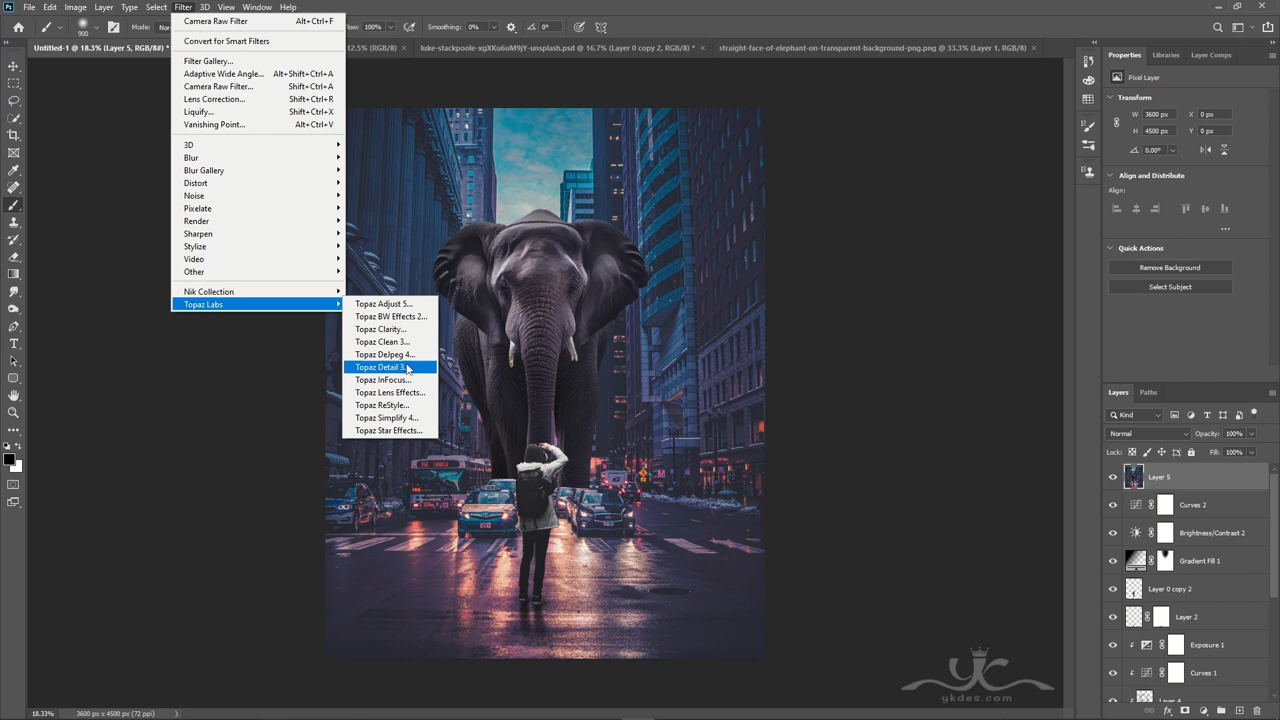 File Edit Image Layer Type Select Filter 3D View Window Help
900 Mode: 100% Smoothing: 0% 0°
Untitled-1 @ 18.3% (Layer 5, RGB/8#) * 12.5% (RGB/8) luke-stackpoole-xgXKu6uM9jY-unsplash.psd @ 16.7% (Layer 0 copy 2, RGB/8) * straight-face-of-elephant-on-transparent-background-png.png @ 33.3% (Layer 1, RGB/8)
Camera Raw Filter Alt+Ctrl+F
Convert for Smart Filters
Filter Gallery...
Adaptive Wide Angle... Alt+Shift+Ctrl+A
Camera Raw Filter... Shift+Ctrl+A
Lens Correction... Shift+Ctrl+R
Liquify... Shift+Ctrl+X
Vanishing Point... Alt+Ctrl+V
3D
Blur
Blur Gallery
Distort
Noise
Pixelate
Render
Sharpen
Stylize
Video
Other
Nik Collection
Topaz Labs
Topaz Adjust 5...
Topaz BW Effects 2...
Topaz Clarity...
Topaz Clean 3...
Topaz DeJpeg 4...
Topaz Detail 3...
Topaz InFocus...
Topaz Lens Effects...
Topaz ReStyle...
Topaz Simplify 4...
Topaz Star Effects...
Properties Libraries Layer Comps
Pixel Layer
Transform
W 3600 px X 0 px
H 4500 px Y 0 px
0.00°
Align and Distribute
Align:
Quick Actions
Remove Background
Select Subject
Layers Paths
Kind
Normal Opacity: 100%
Lock: Fill: 100%
Layer 5
Curves 2
Brightness/Contrast 2
Gradient Fill 1
Layer 0 copy 2
Layer 2
Exposure 1
Curves 1
yc
ykdes.com
18.33% 3600 px x 4500 px (72 ppi)